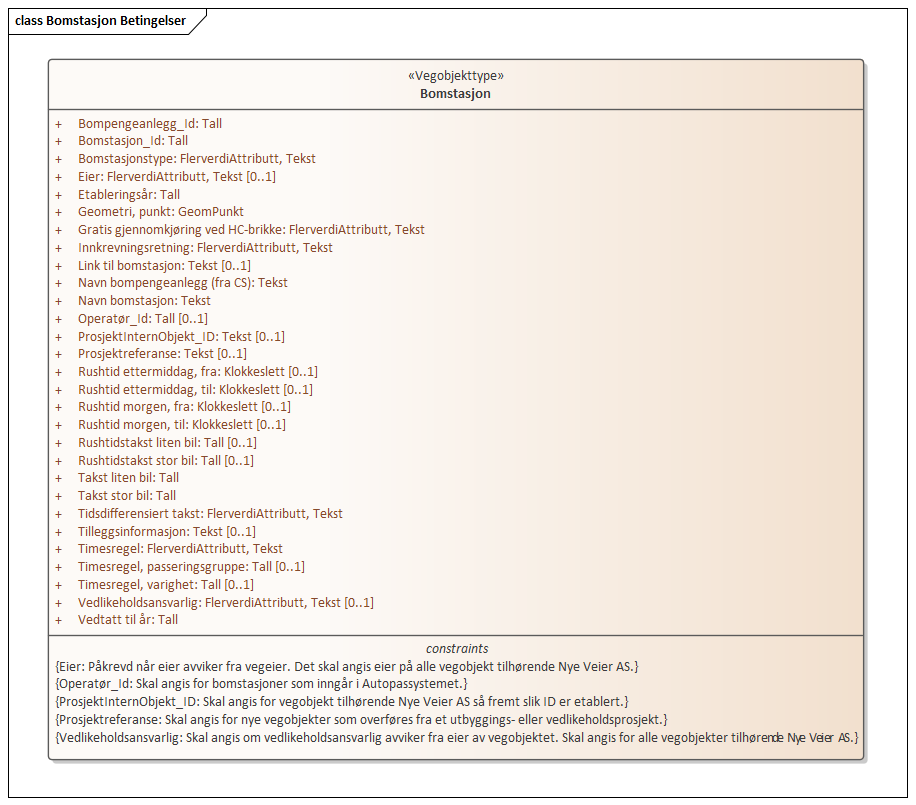 class Bomstasjon Betingelser
«Vegobjekttype»
Bomstasjon
+ Bompengeanlegg_Id: Tall
+ Bomstasjon_Id: Tall
+ Bomstasjonstype: FlerverdiAttributt, Tekst
+ Eier: FlerverdiAttributt, Tekst [0..1]
+ Etableringsår: Tall
+ Geometri, punkt: GeomPunkt
+ Gratis gjennomkjøring ved HC-brikke: FlerverdiAttributt, Tekst
+ Innkrevningsretning: FlerverdiAttributt, Tekst
+ Link til bomstasjon: Tekst [0..1]
+ Navn bompengeanlegg (fra CS): Tekst
+ Navn bomstasjon: Tekst
+ Operatør_Id: Tall [0..1]
+ ProsjektInternObjekt_ID: Tekst [0..1]
+ Prosjektreferanse: Tekst [0..1]
+ Rushtid ettermiddag, fra: Klokkeslett [0..1]
+ Rushtid ettermiddag, til: Klokkeslett [0..1]
+ Rushtid morgen, fra: Klokkeslett [0..1]
+ Rushtid morgen, til: Klokkeslett [0..1]
+ Rushtidstakst liten bil: Tall [0..1]
+ Rushtidstakst stor bil: Tall [0..1]
+ Takst liten bil: Tall
+ Takst stor bil: Tall
+ Tidsdifferensiert takst: FlerverdiAttributt, Tekst
+ Tilleggsinformasjon: Tekst [0..1]
+ Timesregel: FlerverdiAttributt, Tekst
+ Timesregel, passeringsgruppe: Tall [0..1]
+ Timesregel, varighet: Tall [0..1]
+ Vedlikeholdsansvarlig: FlerverdiAttributt, Tekst [0..1]
+ Vedtatt til år: Tall
constraints
{Eier: Påkrevd når eier avviker fra vegeier. Det skal angis eier på alle vegobjekt tilhørende Nye Veier AS.}
{Operatør_Id: Skal angis for bomstasjoner som inngår i Autopassystemet.}
{ProsjektInternObjekt_ID: Skal angis for vegobjekt tilhørende Nye Veier AS så fremt slik ID er etablert.}
{Prosjektreferanse: Skal angis for nye vegobjekter som overføres fra et utbyggings- eller vedlikeholdsprosjekt.}
{Vedlikeholdsansvarlig: Skal angis om vedlikeholdsansvarlig avviker fra eier av vegobjektet. Skal angis for alle vegobjekter tilhørende Nye Veier AS.}